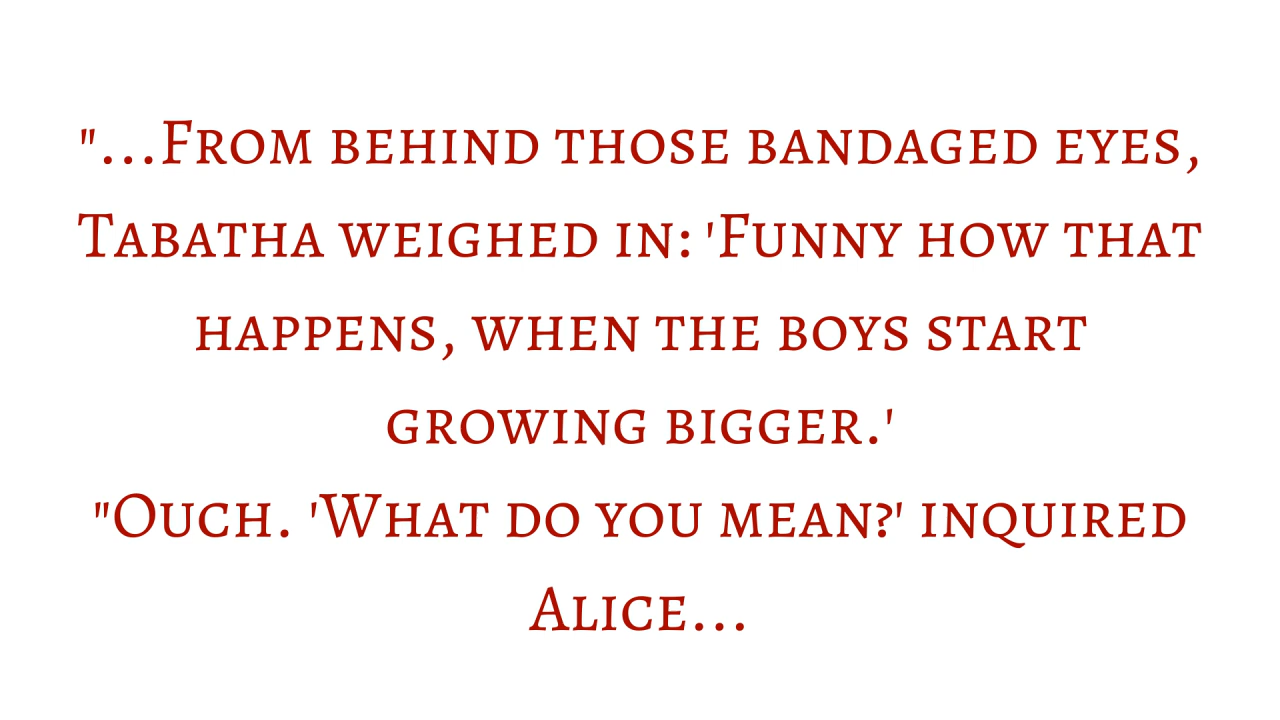 "...From behind those bandaged eyes,
Tabatha weighed in: 'Funny how that
happens, when the boys start
growing bigger.'
"Ouch. 'What do you mean?' inquired
Alice...